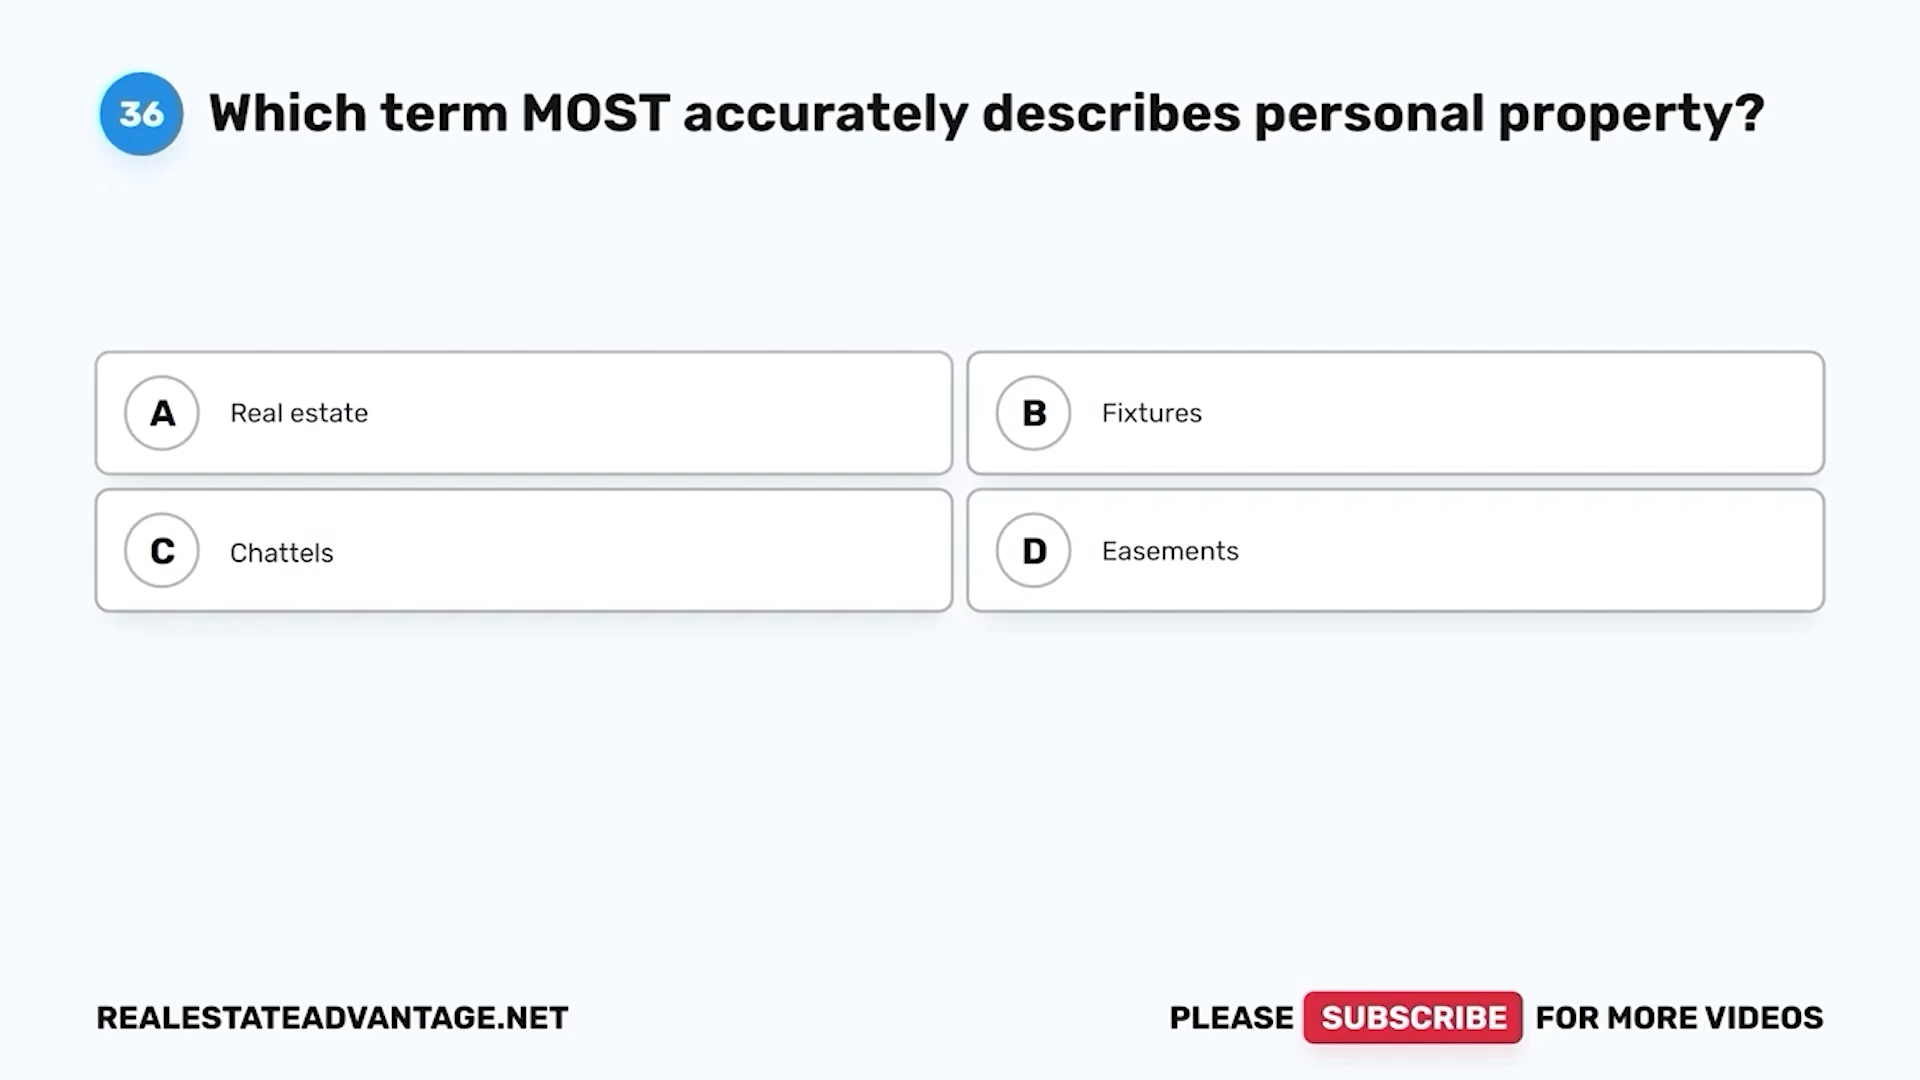 36 Which term MOST accurately describes personal property?
A Real estate
B Fixtures
C Chattels
D Easements
REALESTATEADVANTAGE.NET
PLEASE SUBSCRIBE FOR MORE VIDEOS